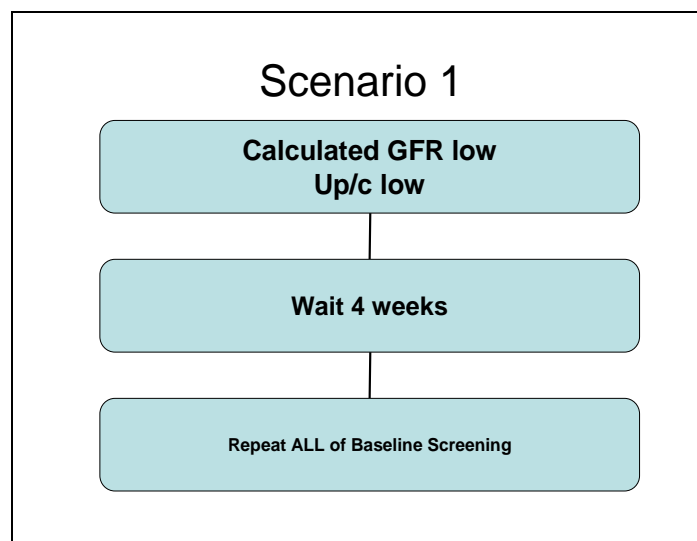 Scenario 1
Calculated GFR low
Up/c low
Wait 4 weeks
Repeat ALL of Baseline Screening